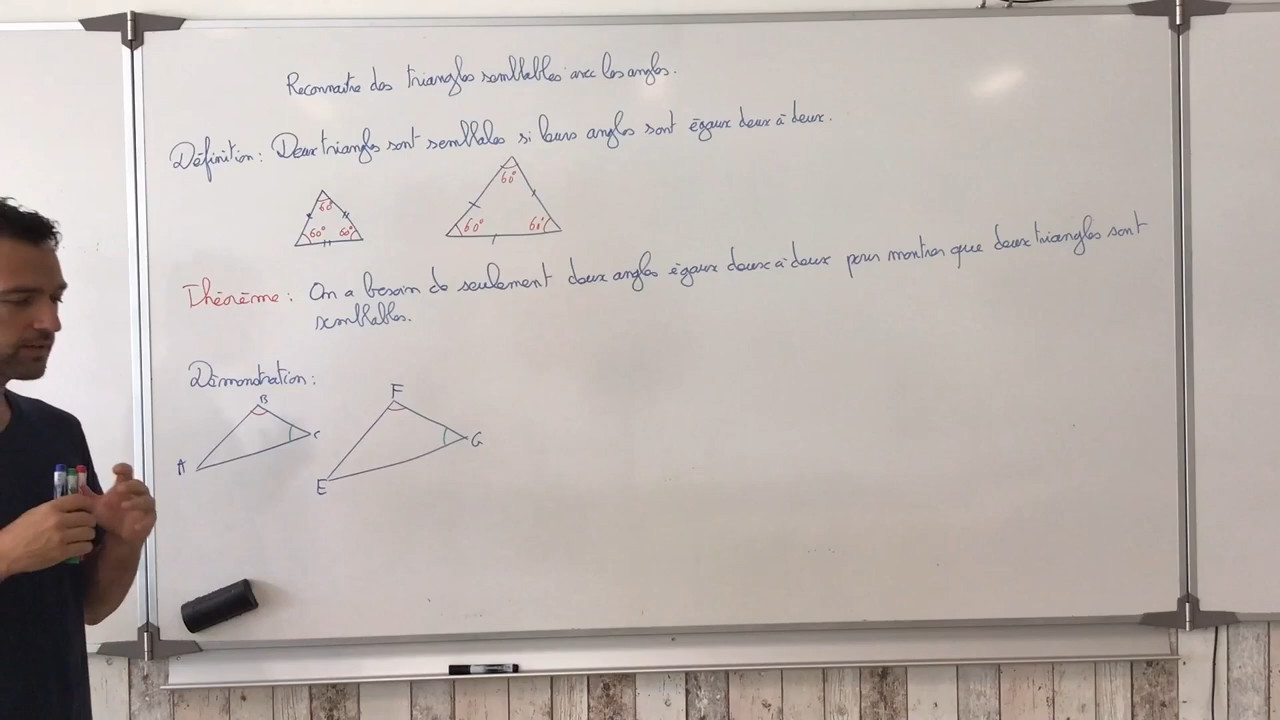 Reconnaitre des triangles semblables avec les angles.
Définition : Deux triangles sont semblales si leurs angles sont égaux deux à deux.
60 60° 60°
60° 60° 60°
Théorème : On a besoin de seulement deux angles égaux deux à deux pour montrer que deux triangles sont
semblables.
Démonstration :
B
A C
F
E G